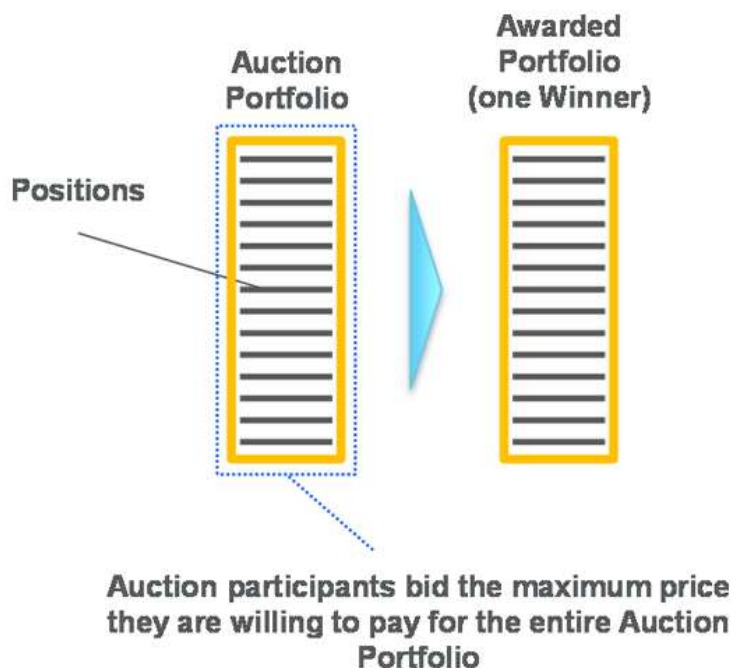 Auction
Portfolio
Awarded
Portfolio
(one Winner)
Positions
Auction participants bid the maximum price
they are willing to pay for the entire Auction
Portfolio